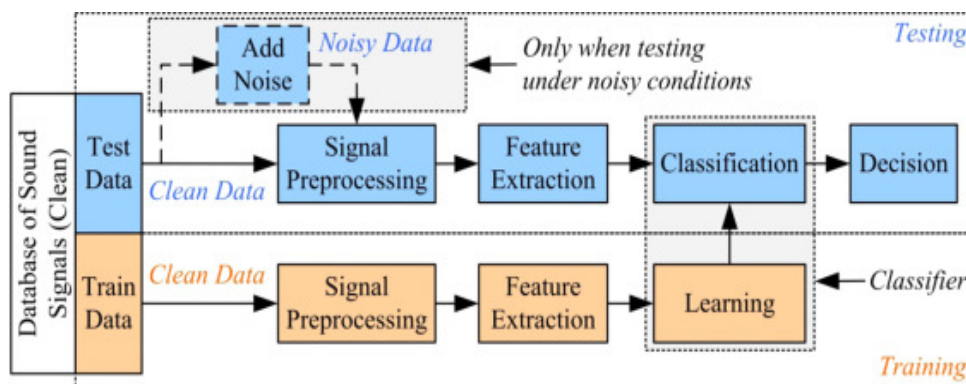 Testing
Noisy Data
Add
Noise
Only when testing
under noisy conditions
Database of Sound
Signals (Clean)
Test
Data
Clean Data
Signal
Preprocessing
Feature
Extraction
Classification
Decision
Train
Data
Clean Data
Signal
Preprocessing
Feature
Extraction
Learning
Classifier
Training